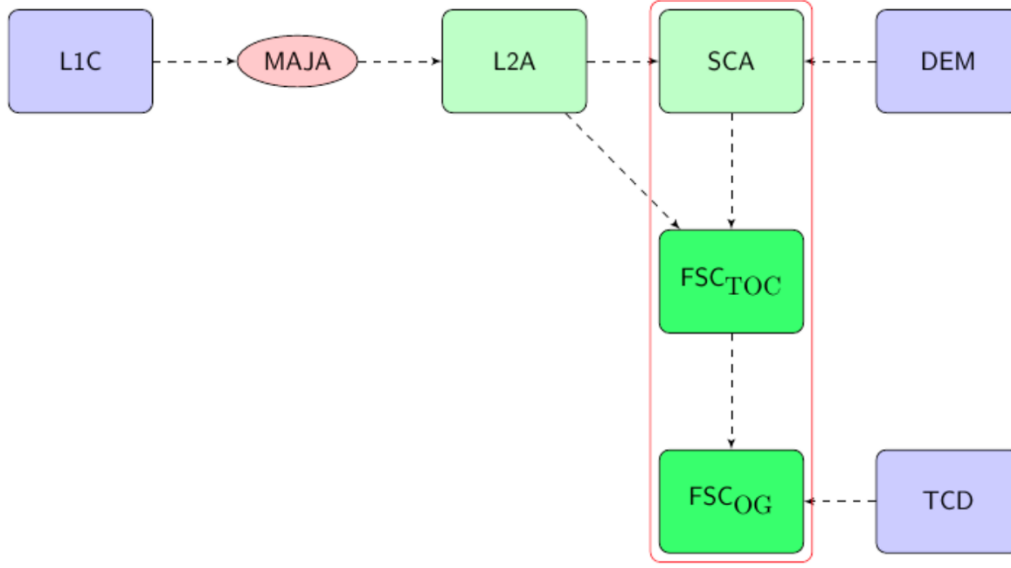 L1C
MAJA
L2A
SCA
DEM
FSCTOC
FSCOG
TCD